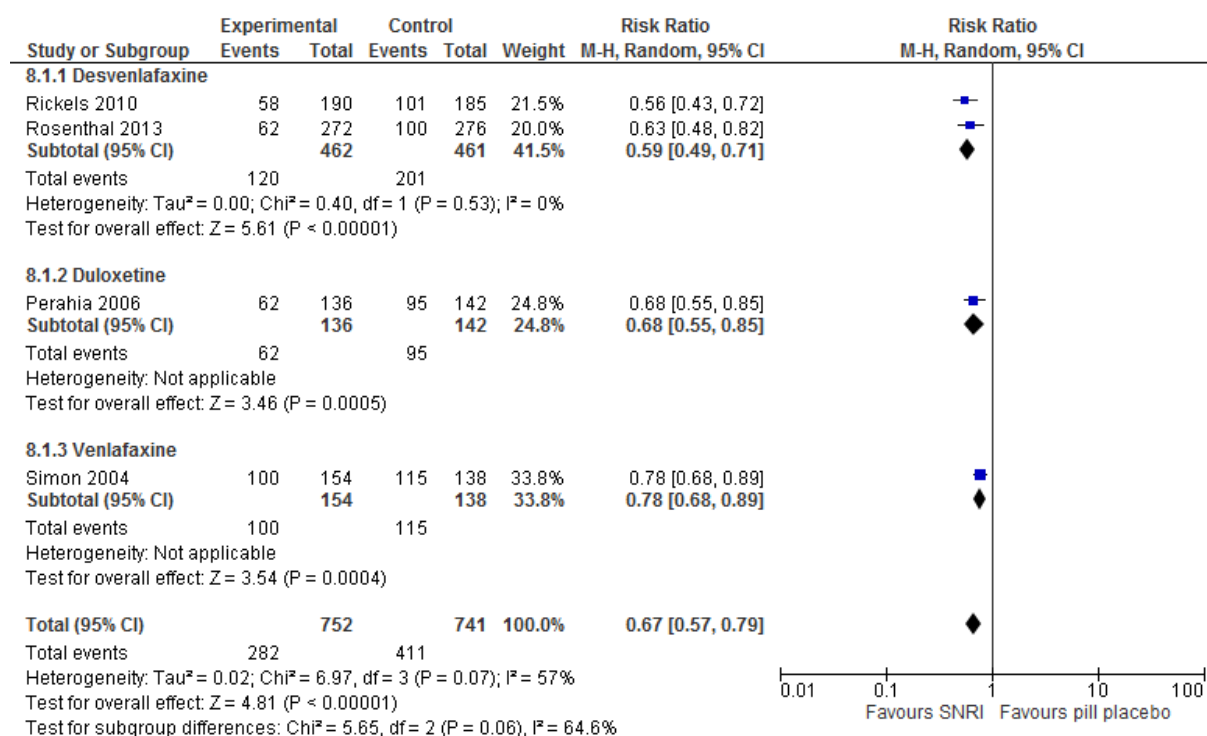 Experimental Control Risk Ratio Risk Ratio
Study or Subgroup Events Total Events Total Weight M-H, Random, 95% CI M-H, Random, 95% CI
8.1.1 Desvenlafaxine
Rickels 2010 58 190 101 185 21.5% 0.56 [0.43, 0.72]
Rosenthal 2013 62 272 100 276 20.0% 0.63 [0.48, 0.82]
Subtotal (95% CI) 462 461 41.5% 0.59 [0.49, 0.71]
Total events 120 201
Heterogeneity: Tau² = 0.00; Chi² = 0.40, df = 1 (P = 0.53); I² = 0%
Test for overall effect: Z = 5.61 (P < 0.00001)
8.1.2 Duloxetine
Perahia 2006 62 136 95 142 24.8% 0.68 [0.55, 0.85]
Subtotal (95% CI) 136 142 24.8% 0.68 [0.55, 0.85]
Total events 62 95
Heterogeneity: Not applicable
Test for overall effect: Z = 3.46 (P = 0.0005)
8.1.3 Venlafaxine
Simon 2004 100 154 115 138 33.8% 0.78 [0.68, 0.89]
Subtotal (95% CI) 154 138 33.8% 0.78 [0.68, 0.89]
Total events 100 115
Heterogeneity: Not applicable
Test for overall effect: Z = 3.54 (P = 0.0004)
Total (95% CI) 752 741 100.0% 0.67 [0.57, 0.79]
Total events 282 411
Heterogeneity: Tau² = 0.02; Chi² = 6.97, df = 3 (P = 0.07); I² = 57%
Test for overall effect: Z = 4.81 (P < 0.00001)
Test for subgroup differences: Chi² = 5.65, df = 2 (P = 0.06), I² = 64.6%
0.01 0.1 1 10 100
Favours SNRI Favours pill placebo